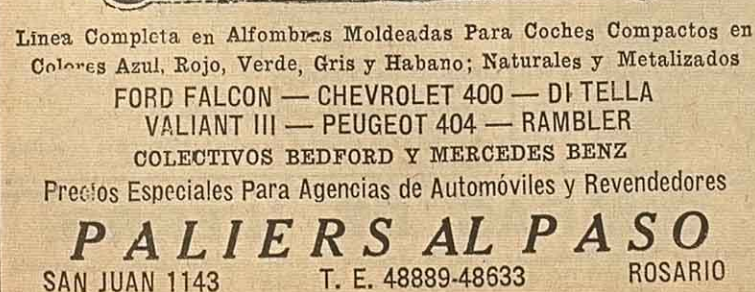 Linea Completa en Alfombras Moldeadas Para Coches Compactos en
Colores Azul, Rojo, Verde, Gris y Habano; Naturales y Metalizados
FORD FALCON — CHEVROLET 400 — DI TELLA
VALIANT III — PEUGEOT 404 — RAMBLER
COLECTIVOS BEDFORD Y MERCEDES BENZ
Precios Especiales Para Agencias de Automóviles y Revendedores
PALIERS AL PASO
SAN JUAN 1143 T. E. 48889-48633 ROSARIO